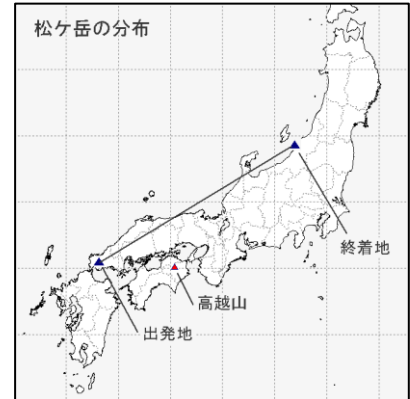 松ケ岳の分布
終着地
高越山
出発地